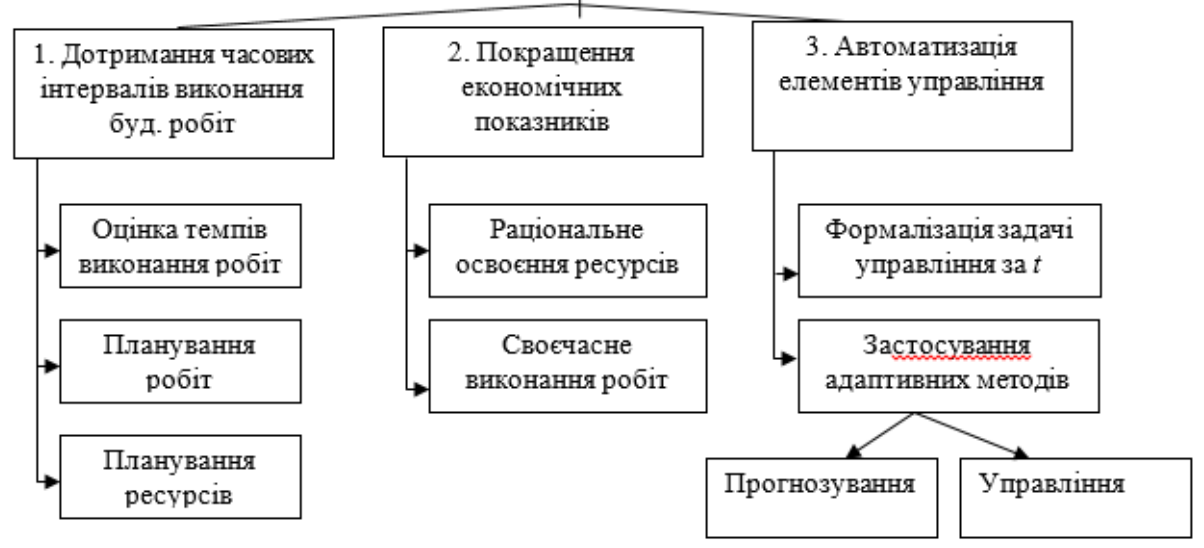 1. Дотримання часових
інтервалів виконання
буд. робіт
Оцінка темпів
виконання робіт
Планування
робіт
Планування
ресурсів
2. Покращення
економічних
показників
Раціональне
освоєння ресурсів
Своєчасне
виконання робіт
3. Автоматизація
елементів управління
Формалізація задачі
управління за t
Застосування
адаптивних методів
Прогнозування
Управління